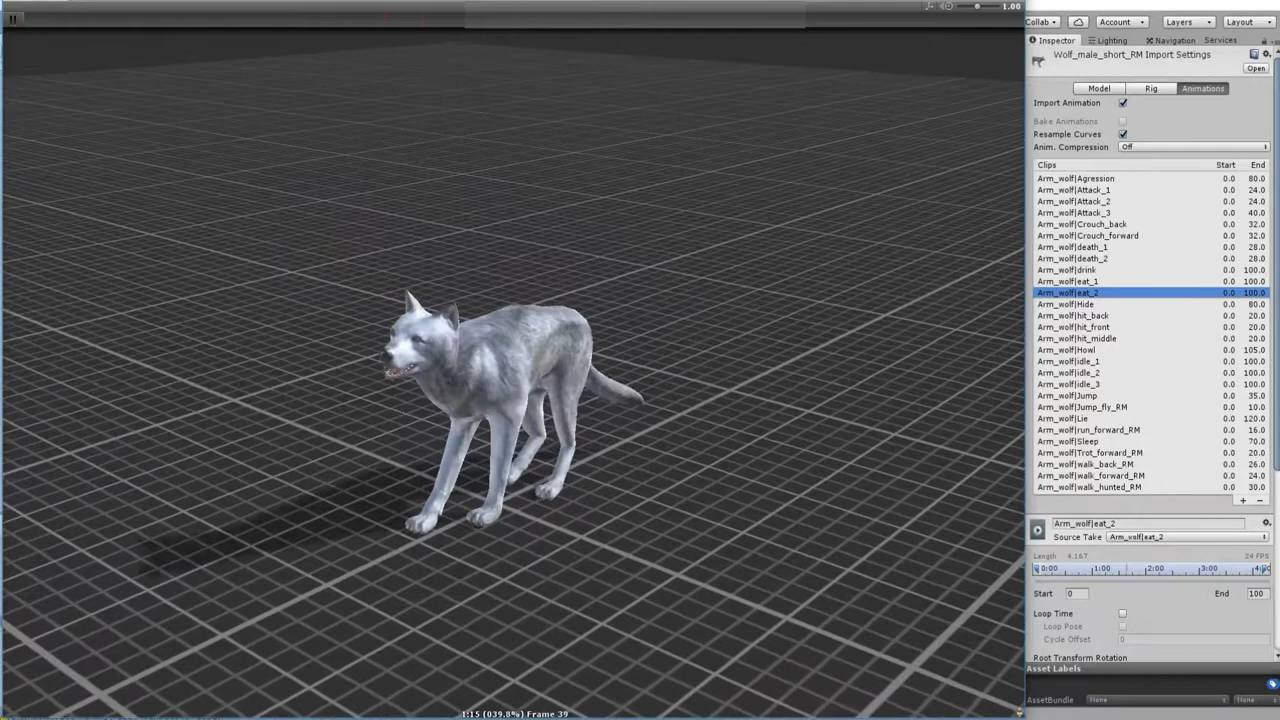 1.00
Collab Account Layers Layout
Inspector Lighting Navigation Services
Wolf_male_short_RM Import Settings
Open
Model Rig Animations
Import Animation
Bake Animations
Resample Curves
Anim. Compression Off
Clips Start End
Arm_wolf|Agression 0.0 80.0
Arm_wolf|Attack_1 0.0 24.0
Arm_wolf|Attack_2 0.0 24.0
Arm_wolf|Attack_3 0.0 40.0
Arm_wolf|Crouch_back 0.0 32.0
Arm_wolf|Crouch_forward 0.0 32.0
Arm_wolf|death_1 0.0 28.0
Arm_wolf|death_2 0.0 28.0
Arm_wolf|drink 0.0 100.0
Arm_wolf|eat_1 0.0 100.0
Arm_wolf|eat_2 0.0 100.0
Arm_wolf|Hide 0.0 80.0
Arm_wolf|hit_back 0.0 20.0
Arm_wolf|hit_front 0.0 20.0
Arm_wolf|hit_middle 0.0 20.0
Arm_wolf|Howl 0.0 105.0
Arm_wolf|idle_1 0.0 100.0
Arm_wolf|idle_2 0.0 100.0
Arm_wolf|idle_3 0.0 100.0
Arm_wolf|Jump 0.0 35.0
Arm_wolf|Jump_fly_RM 0.0 10.0
Arm_wolf|Lie 0.0 120.0
Arm_wolf|run_forward_RM 0.0 16.0
Arm_wolf|Sleep 0.0 70.0
Arm_wolf|Trot_forward_RM 0.0 20.0
Arm_wolf|walk_back_RM 0.0 26.0
Arm_wolf|walk_forward_RM 0.0 24.0
Arm_wolf|walk_hunted_RM 0.0 30.0
+ −
Arm_wolf|eat_2
Source Take Arm_wolf|eat_2
Length 4.167 24 FPS
0:00 1:00 2:00 3:00
Start 0 End 100
Loop Time
Loop Pose
Cycle Offset 0
Root Transform Rotation
Asset Labels
AssetBundle None None
1:15 (039.8%) Frame 39